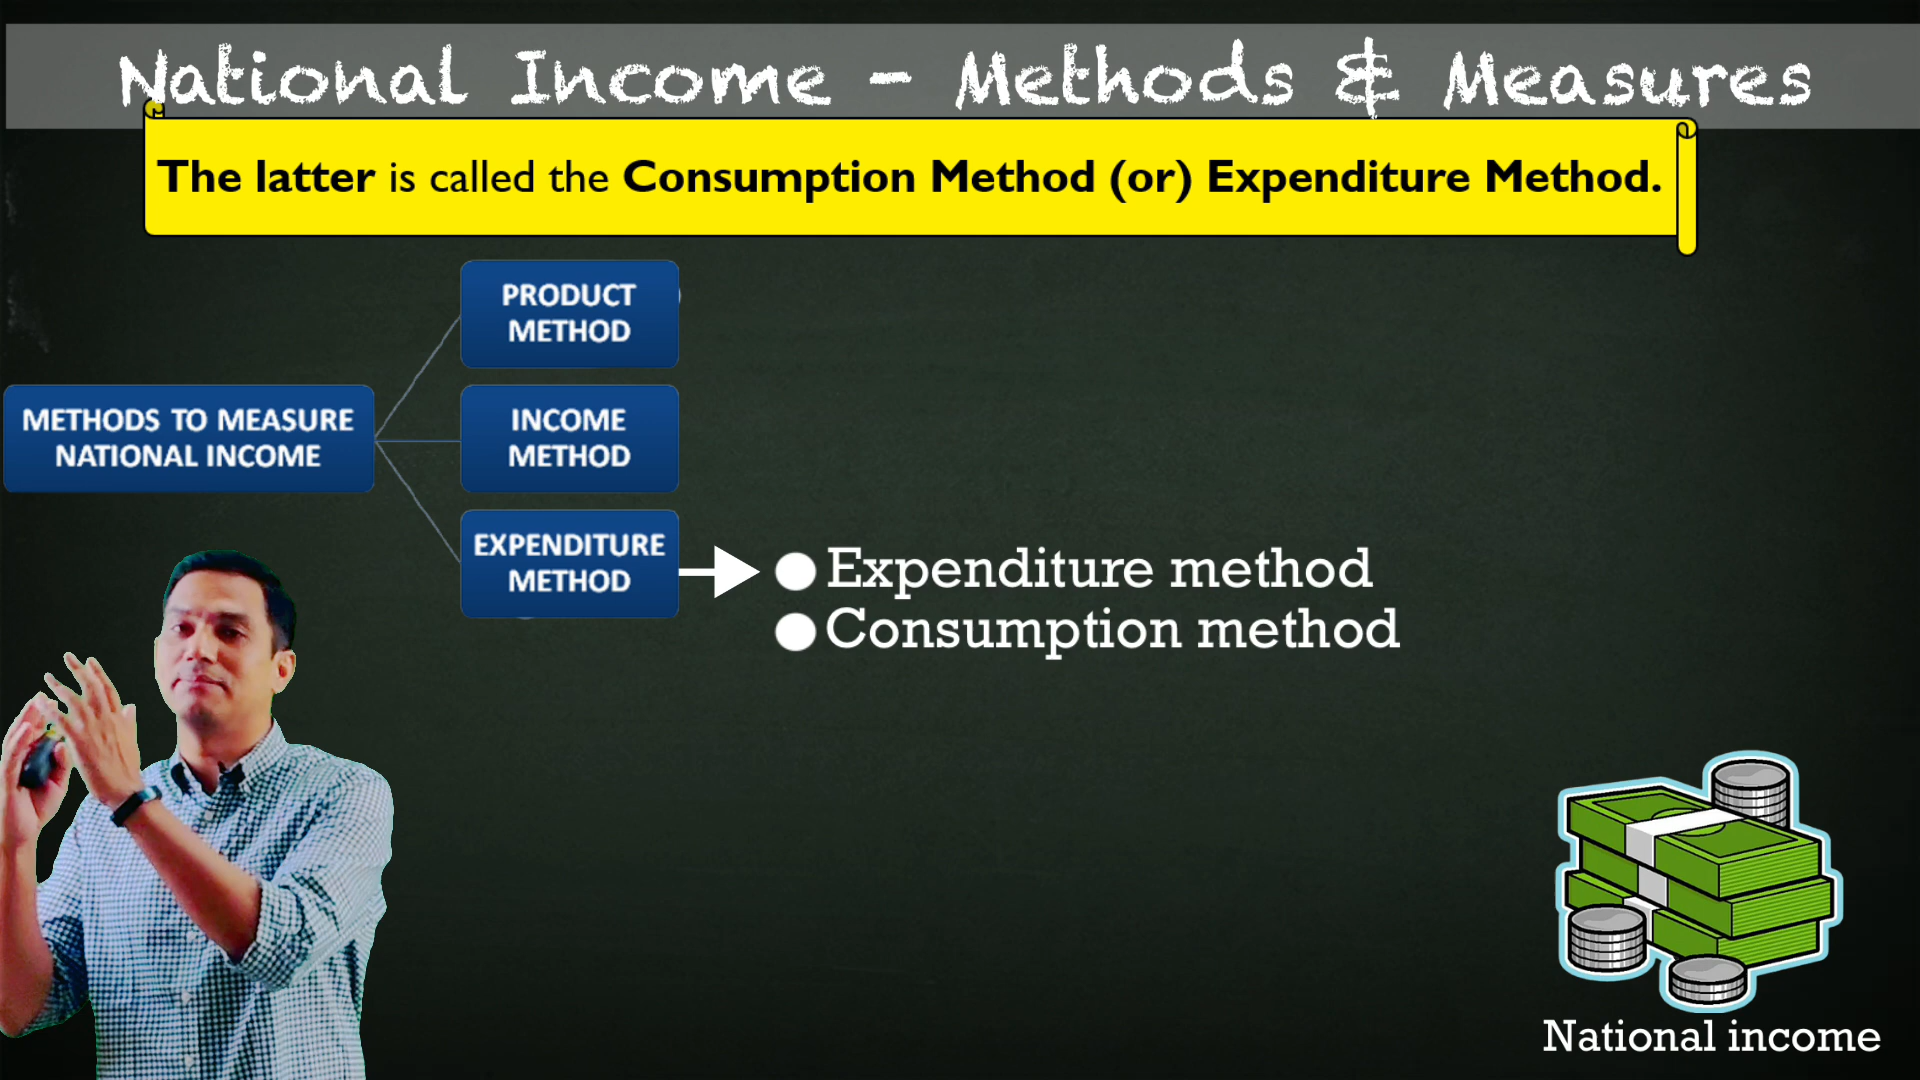 National Income - Methods & Measures
The latter is called the Consumption Method (or) Expenditure Method.
PRODUCT
METHOD
METHODS TO MEASURE
NATIONAL INCOME
INCOME
METHOD
EXPENDITURE
METHOD
Expenditure method
Consumption method
National income